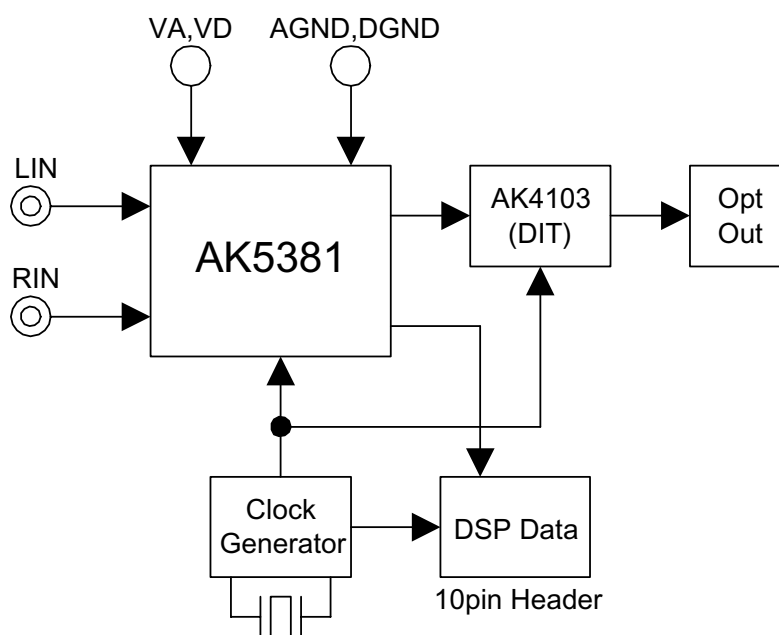 VA,VD
AGND,DGND
LIN
RIN
AK5381
AK4103
(DIT)
Opt
Out
Clock
Generator
DSP Data
10pin Header